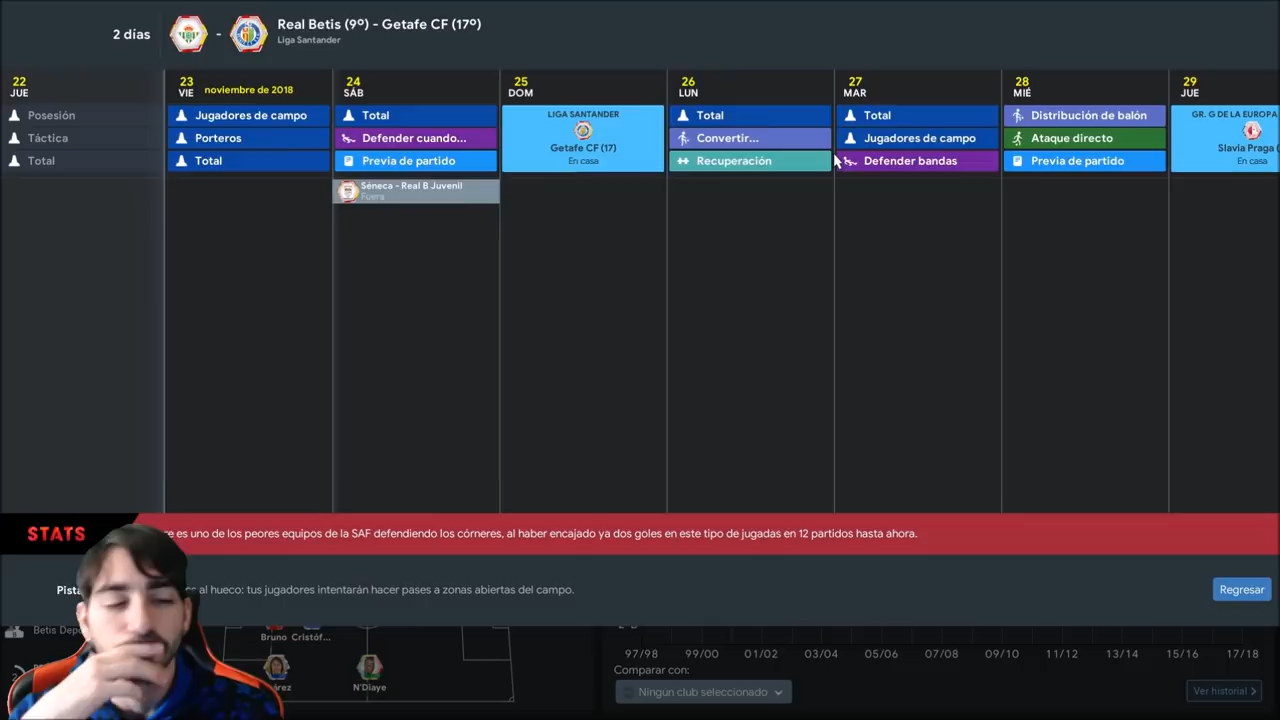 2 días
Real Betis (9º) - Getafe CF (17º)
Liga Santander
22
JUE
23
VIE
noviembre de 2018
24
SÁB
25
DOM
26
LUN
27
MAR
28
MIÉ
29
JUE
Posesión
Táctica
Total
Jugadores de campo
Porteros
Total
Total
Defender cuando...
Previa de partido
Séneca - Real B Juvenil
Fuera
LIGA SANTANDER
Getafe CF (17)
En casa
Total
Convertir...
Recuperación
Total
Jugadores de campo
Defender bandas
Distribución de balón
Ataque directo
Previa de partido
GR. G DE LA EUROPA
Slavia Praga (
En casa
STATS
re es uno de los peores equipos de la SAF defendiendo los córneres, al haber encajado ya dos goles en este tipo de jugadas en 12 partidos hasta ahora.
Pista
al hueco: tus jugadores intentarán hacer pases a zonas abiertas del campo.
Regresar
Betis Depo
Bruno Cristóf...
N'Diaye
97/98 99/00 01/02 03/04 05/06 07/08 09/10 11/12 13/14 15/16 17/18
Comparar con:
Ningún club seleccionado
Ver historial